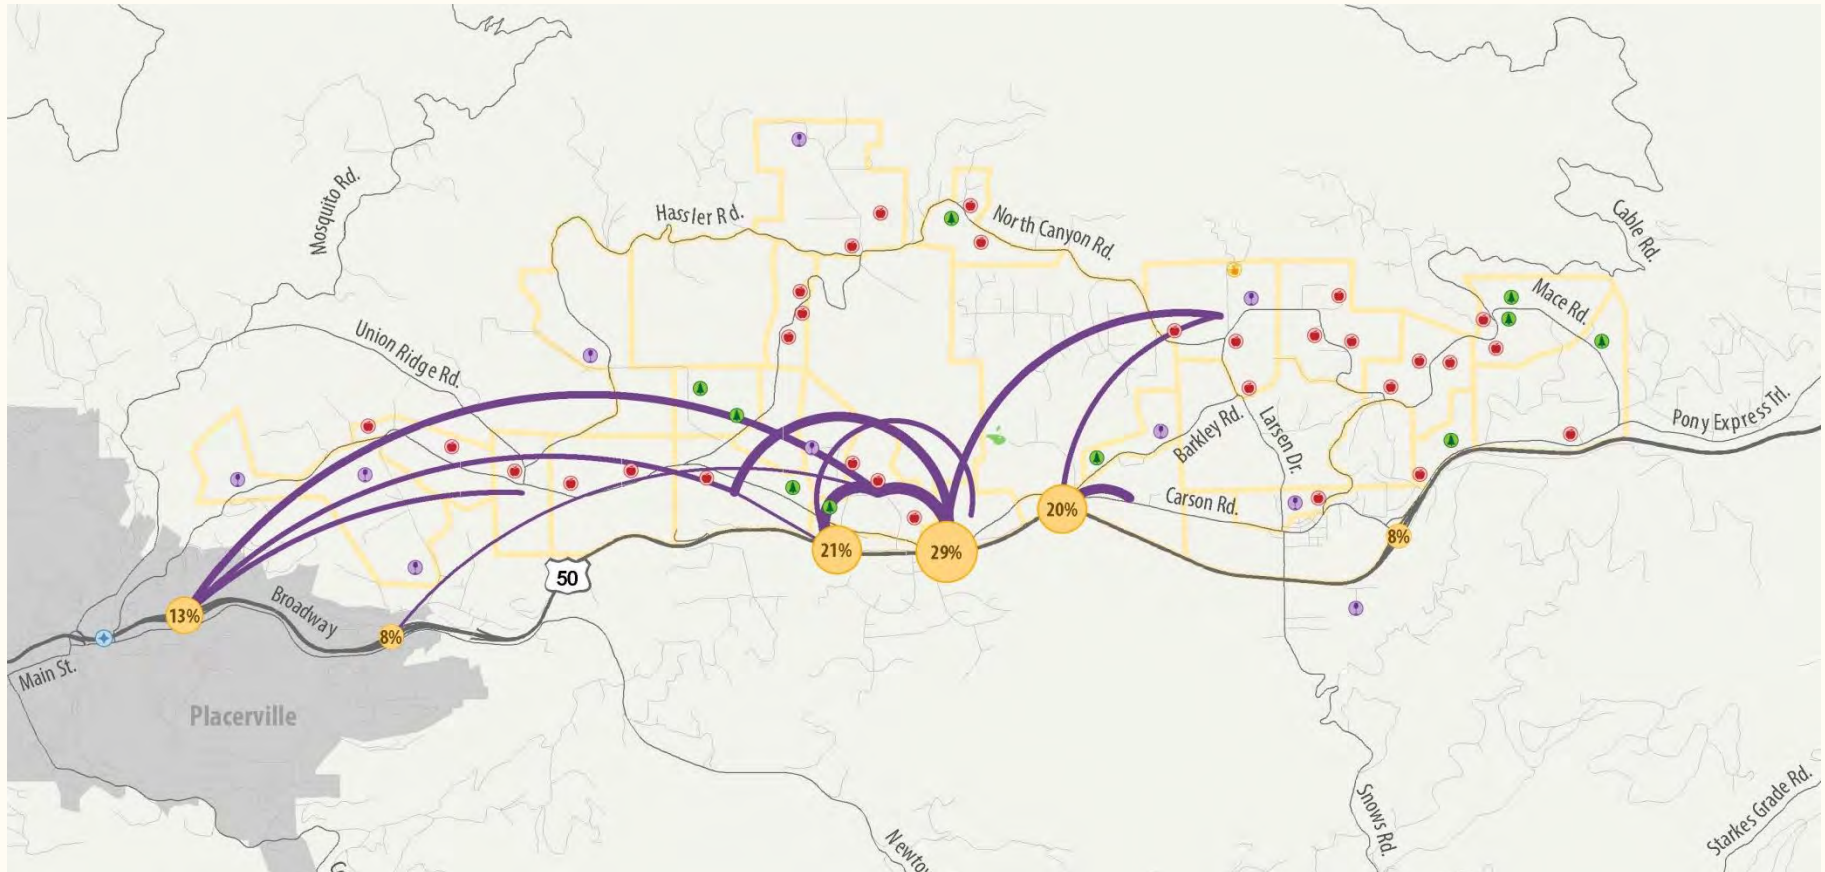 Mosquito Rd.
Hassler Rd.
North Canyon Rd.
Cable Rd.
Mace Rd.
Union Ridge Rd.
Pony Express Trl.
Barkley Rd.
Larsen Dr.
Carson Rd.
20%
21%
29%
8%
50
13%
Broadway
8%
Main St.
Placerville
Snows Rd.
Starkes Grade Rd.
Newto